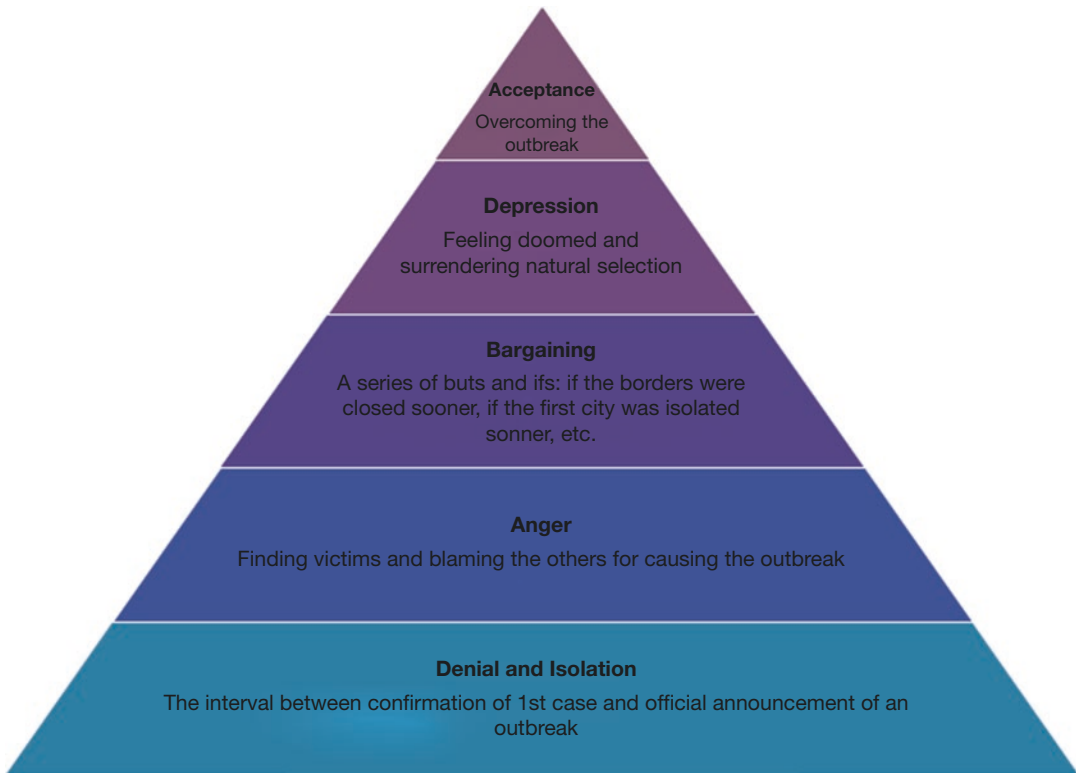 Acceptance
Overcoming the
outbreak
Depression
Feeling doomed and
surrendering natural selection
Bargaining
A series of buts and ifs: if the borders were
closed sooner, if the first city was isolated
sonner, etc.
Anger
Finding victims and blaming the others for causing the outbreak
Denial and Isolation
The interval between confirmation of 1st case and official announcement of an
outbreak